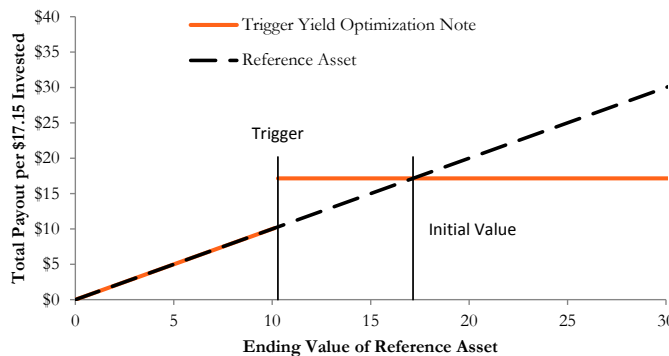 $40
$35
$30
$25
$20
$15
$10
$5
$0
Total Payout per $17.15 Invested
Trigger Yield Optimization Note
Reference Asset
Trigger
Initial Value
0 5 10 15 20 25 30
Ending Value of Reference Asset